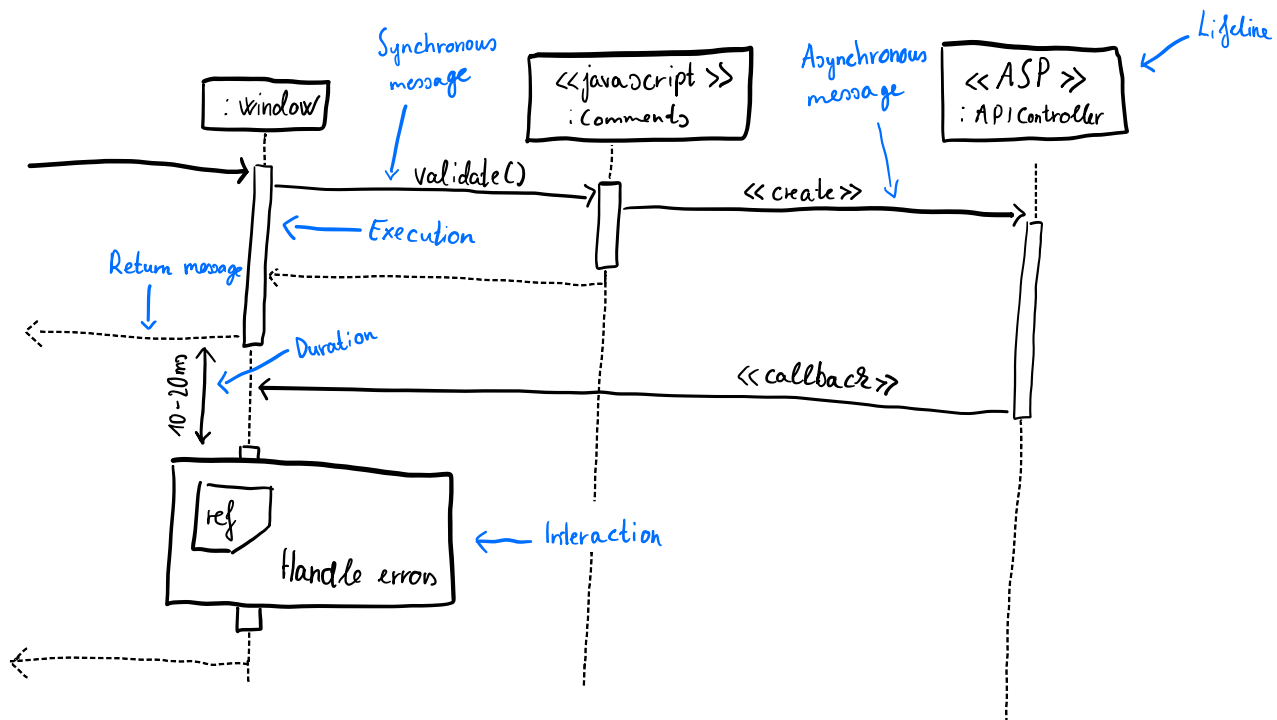 Lifeline
Synchronous
message
Asynchronous
message
: window
<<javascript >>
: Comments
<< ASP >>
: APIController
validate()
<<create>>
Execution
Return message
Duration
10-20ms
<<callback>>
ref
Handle errors
Interaction